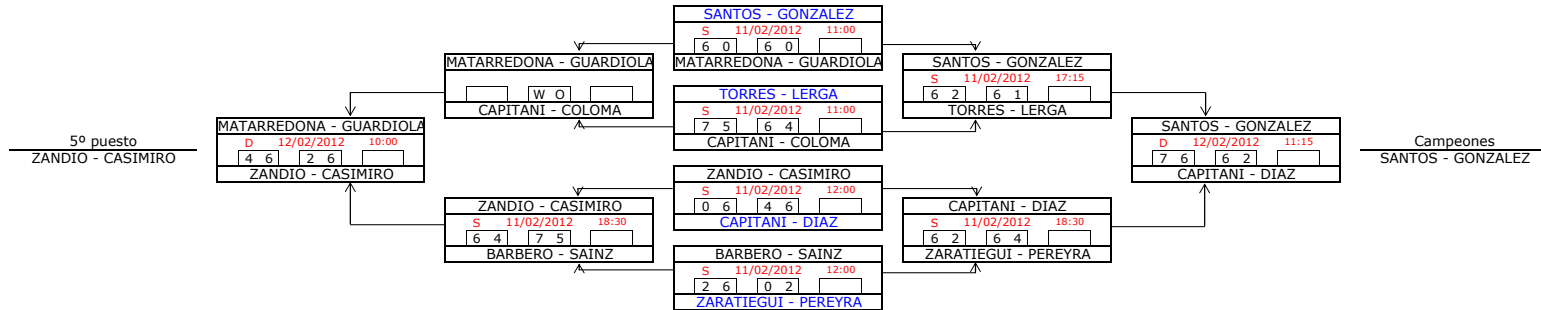 SANTOS - GONZALEZ
S 11/02/2012 11:00
6 0 6 0
MATARREDONA - GUARDIOLA
MATARREDONA - GUARDIOLA
W O
CAPITANI - COLOMA
SANTOS - GONZALEZ
S 11/02/2012 17:15
6 2 6 1
TORRES - LERGA
TORRES - LERGA
S 11/02/2012 11:00
7 5 6 4
CAPITANI - COLOMA
MATARREDONA - GUARDIOLA
D 12/02/2012 10:00
4 6 2 6
ZANDIO - CASIMIRO
5º puesto
ZANDIO - CASIMIRO
SANTOS - GONZALEZ
D 12/02/2012 11:15
7 6 6 2
CAPITANI - DIAZ
Campeones
SANTOS - GONZALEZ
ZANDIO - CASIMIRO
S 11/02/2012 12:00
0 6 4 6
CAPITANI - DIAZ
ZANDIO - CASIMIRO
S 11/02/2012 18:30
6 4 7 5
BARBERO - SAINZ
CAPITANI - DIAZ
S 11/02/2012 18:30
6 2 6 4
ZARATIEGUI - PEREYRA
BARBERO - SAINZ
S 11/02/2012 12:00
2 6 0 2
ZARATIEGUI - PEREYRA